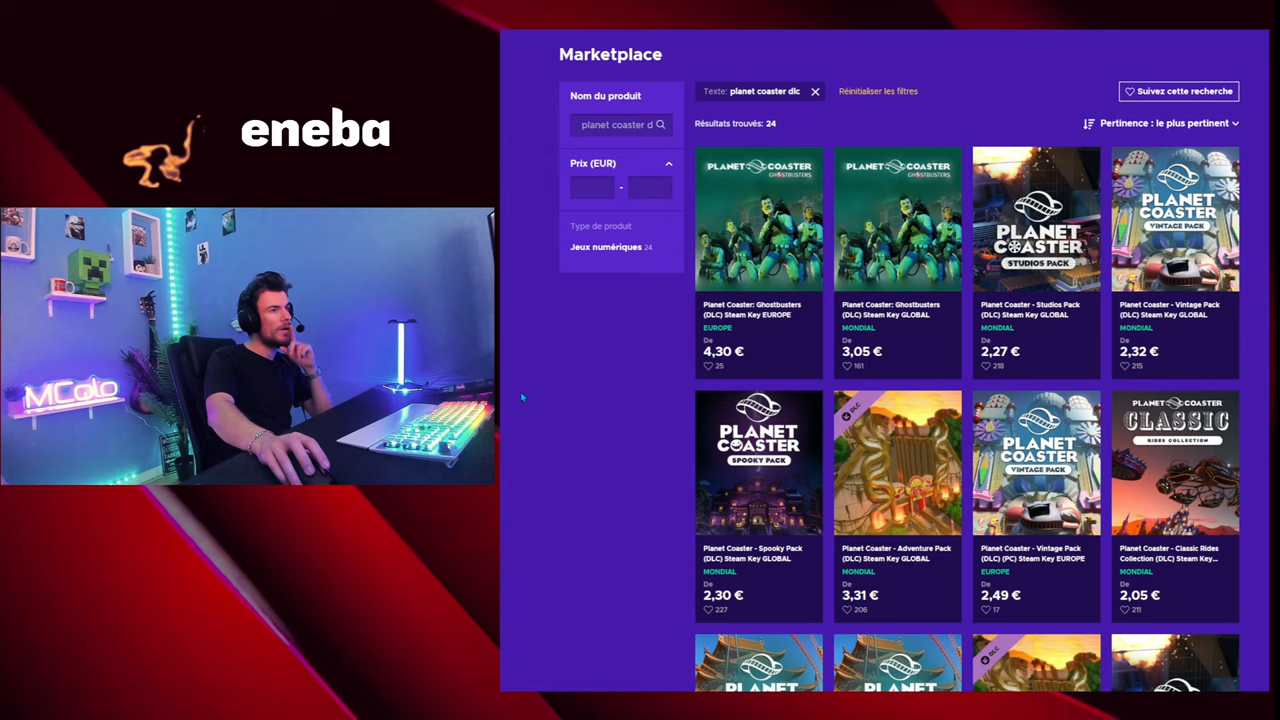 eneba
MColo
Marketplace
Nom du produit
planet coaster d
Prix (EUR)
-
Type de produit
Jeux numériques 24
Texte: planet coaster dlc
Réinitialiser les filtres
Suivez cette recherche
Résultats trouvés: 24
Pertinence : le plus pertinent
PLANET COASTER
GHOSTBUSTERS
Planet Coaster: Ghostbusters
(DLC) Steam Key EUROPE
EUROPE
De
4,30 €
25
PLANET COASTER
GHOSTBUSTERS
Planet Coaster: Ghostbusters
(DLC) Steam Key GLOBAL
MONDIAL
De
3,05 €
161
PLANET
COASTER
STUDIOS PACK
Planet Coaster - Studios Pack
(DLC) Steam Key GLOBAL
MONDIAL
De
2,27 €
218
PLANET
COASTER
VINTAGE PACK
Planet Coaster - Vintage Pack
(DLC) Steam Key GLOBAL
MONDIAL
De
2,32 €
215
PLANET
COASTER
SPOOKY PACK
Planet Coaster - Spooky Pack
(DLC) Steam Key GLOBAL
MONDIAL
De
2,30 €
227
DLC
Planet Coaster - Adventure Pack
(DLC) Steam Key GLOBAL
MONDIAL
De
3,31 €
206
PLANET
COASTER
VINTAGE PACK
Planet Coaster - Vintage Pack
(DLC) (PC) Steam Key EUROPE
EUROPE
De
2,49 €
17
PLANET COASTER
CLASSIC
RIDES COLLECTION
Planet Coaster - Classic Rides
Collection (DLC) Steam Key...
MONDIAL
De
2,05 €
211
PLANET
PLANET
DLC
PLANET